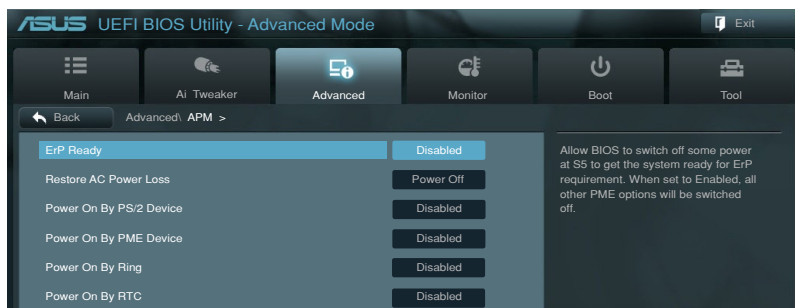 ASUS UEFI BIOS Utility - Advanced Mode
Exit
Main
Ai Tweaker
Advanced
Monitor
Boot
Tool
Back
Advanced\ APM >
ErP Ready
Disabled
Restore AC Power Loss
Power Off
Power On By PS/2 Device
Disabled
Power On By PME Device
Disabled
Power On By Ring
Disabled
Power On By RTC
Disabled
Allow BIOS to switch off some power
at S5 to get the system ready for ErP
requirement. When set to Enabled, all
other PME options will be switched
off.